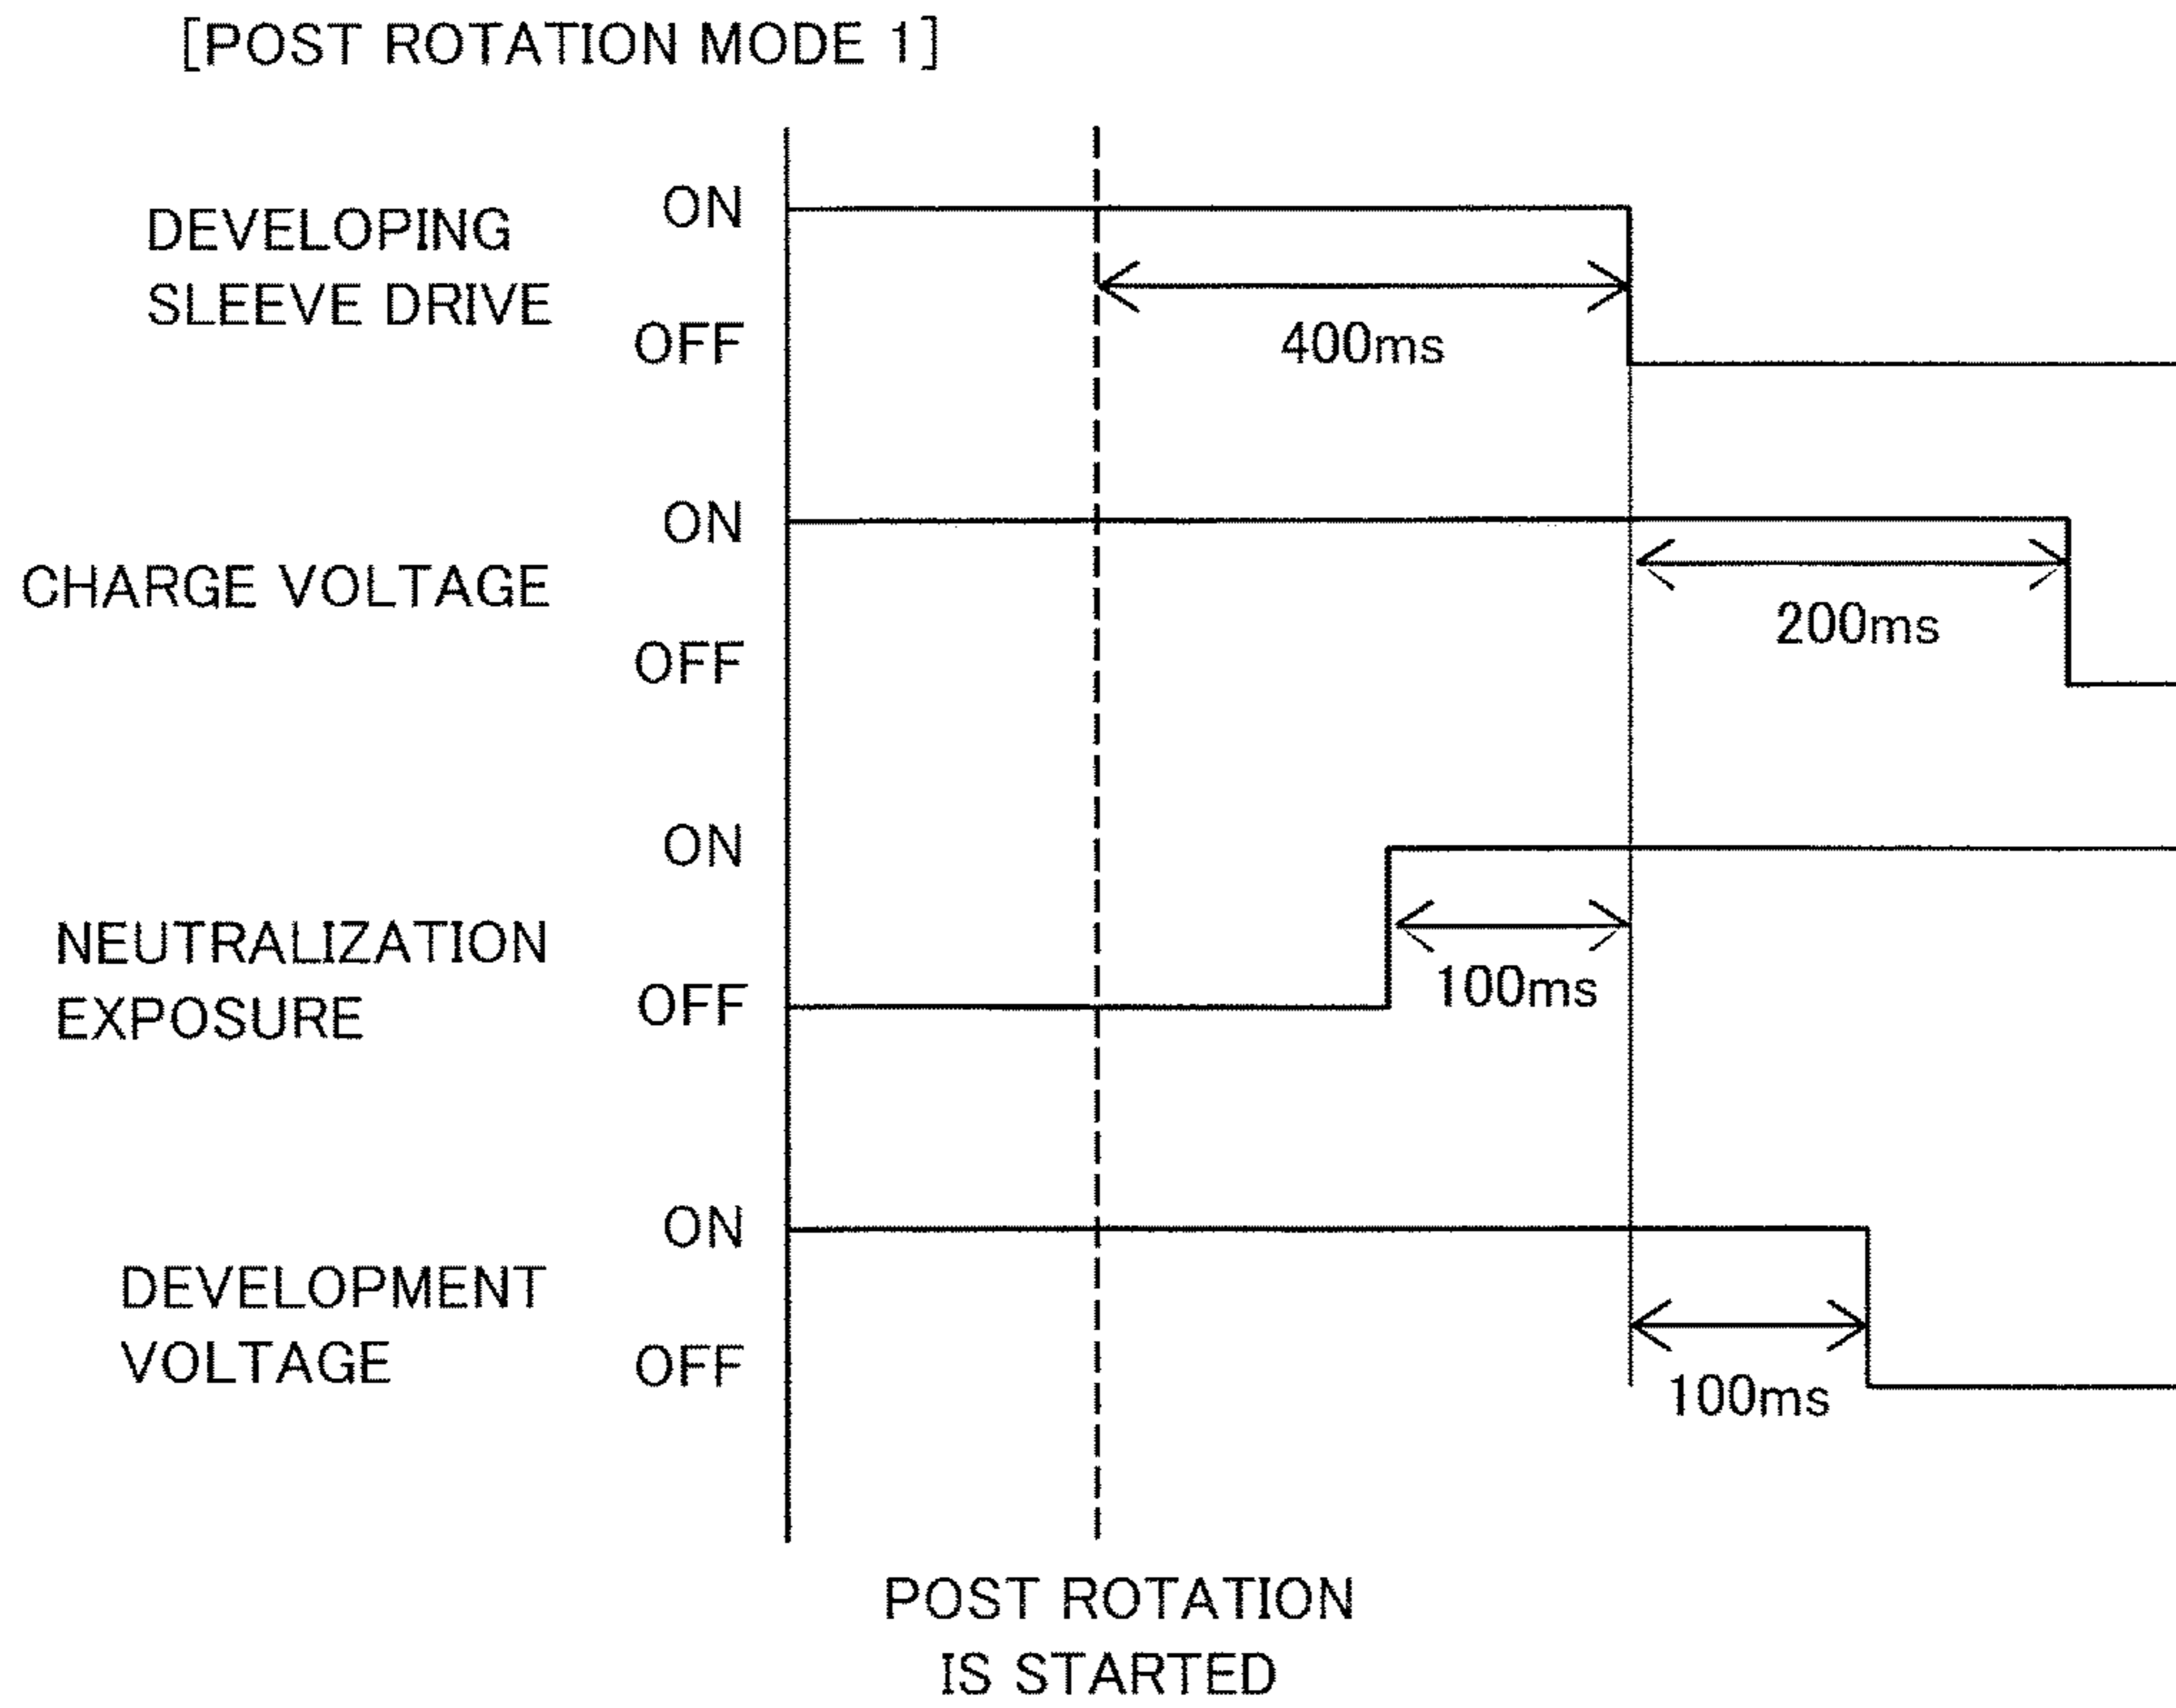 [POST ROTATION MODE 1]
DEVELOPING
SLEEVE DRIVE
ON
OFF
400ms
CHARGE VOLTAGE
ON
OFF
200ms
NEUTRALIZATION
EXPOSURE
ON
OFF
100ms
DEVELOPMENT
VOLTAGE
ON
OFF
100ms
POST ROTATION
IS STARTED